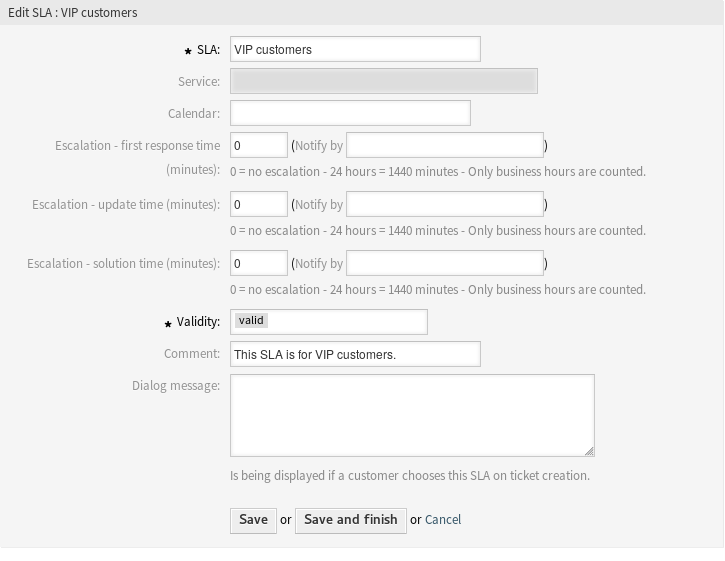 Edit SLA : VIP customers
★ SLA: VIP customers
Service:
Calendar:
Escalation - first response time (minutes): 0 (Notify by )
0 = no escalation - 24 hours = 1440 minutes - Only business hours are counted.
Escalation - update time (minutes): 0 (Notify by )
0 = no escalation - 24 hours = 1440 minutes - Only business hours are counted.
Escalation - solution time (minutes): 0 (Notify by )
0 = no escalation - 24 hours = 1440 minutes - Only business hours are counted.
★ Validity: valid
Comment: This SLA is for VIP customers.
Dialog message:
Is being displayed if a customer chooses this SLA on ticket creation.
Save or Save and finish or Cancel